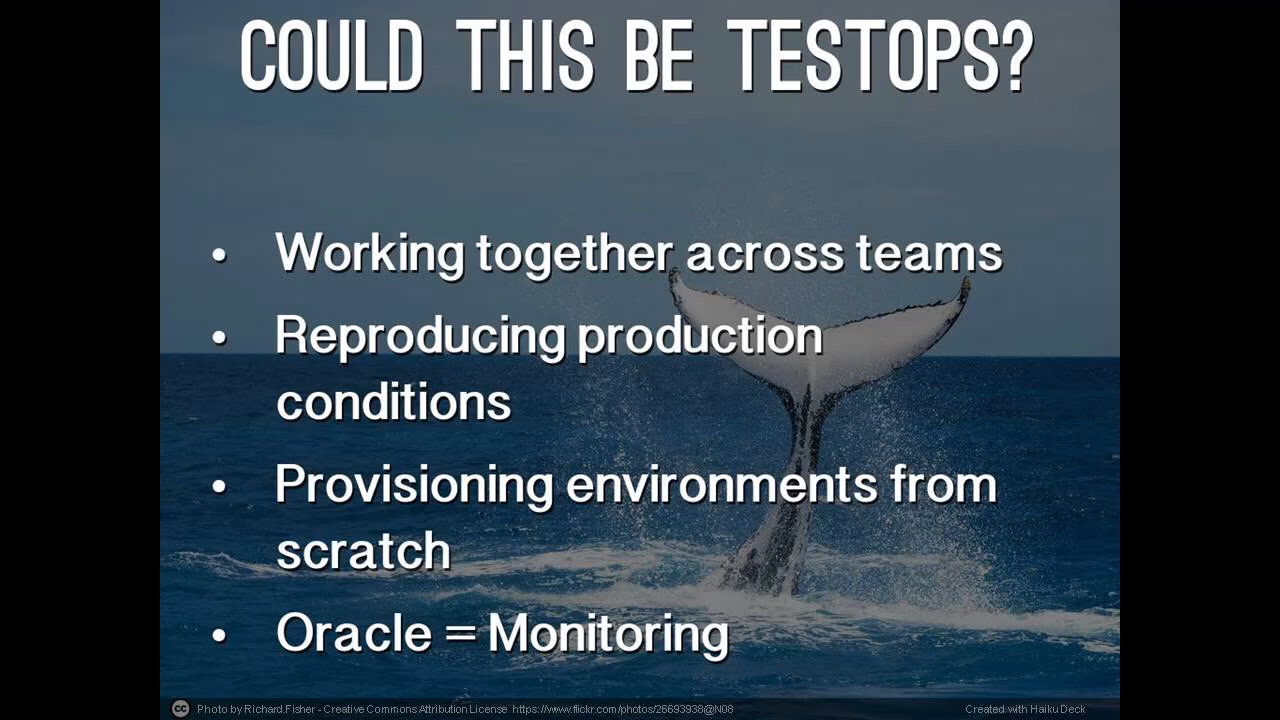 COULD THIS BE TESTOPS?
• Working together across teams
• Reproducing production
conditions
• Provisioning environments from
scratch
• Oracle = Monitoring
cc Photo by Richard.Fisher - Creative Commons Attribution License https://www.flickr.com/photos/26693938@N08
Created with Haiku Deck